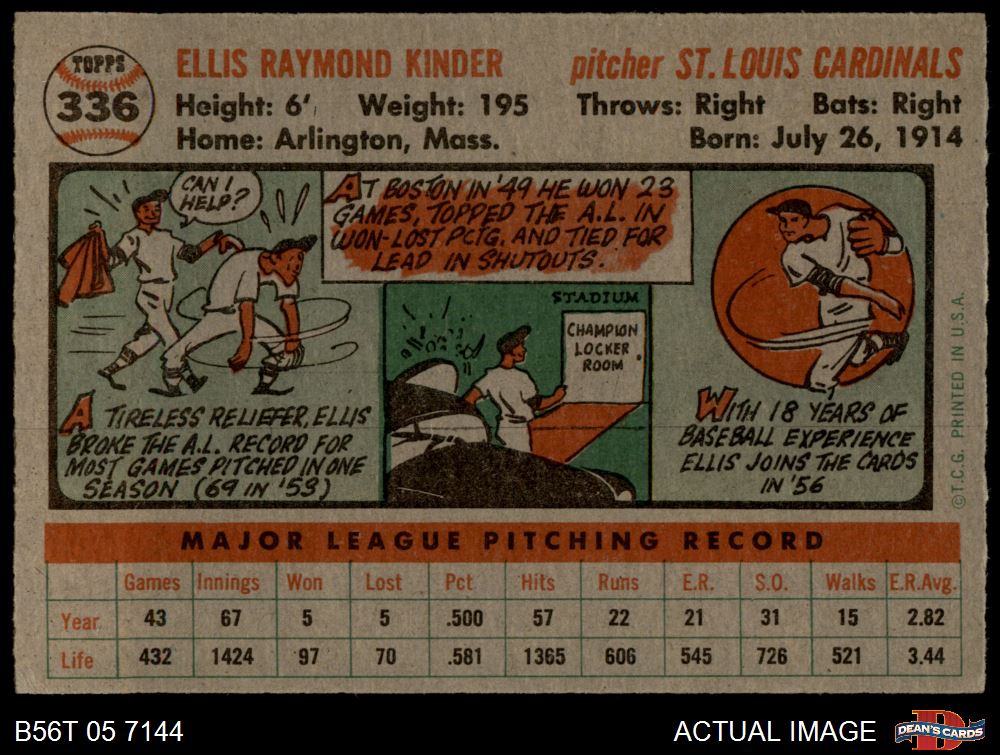 TOPPS
336
ELLIS RAYMOND KINDER pitcher ST. LOUIS CARDINALS
Height: 6' Weight: 195 Throws: Right Bats: Right
Home: Arlington, Mass. Born: July 26, 1914
CAN I
HELP?
AT BOSTON IN '49 HE WON 23
GAMES, TOPPED THE A.L. IN
WON-LOST PCTG. AND TIED FOR
LEAD IN SHUTOUTS.
STADIUM
CHAMPION
LOCKER
ROOM
A TIRELESS RELIEFER, ELLIS
BROKE THE A.L. RECORD FOR
MOST GAMES PITCHED IN ONE
SEASON (69 IN '53)
WITH 18 YEARS OF
BASEBALL EXPERIENCE
ELLIS JOINS THE CARDS
IN '56
©T.C.G. PRINTED IN U.S.A.
MAJOR LEAGUE PITCHING RECORD
Games Innings Won Lost Pct. Hits Runs E.R. S.O. Walks E.R.Avg.
Year 43 67 5 5 .500 57 22 21 31 15 2.82
Life 432 1424 97 70 .581 1365 606 545 726 521 3.44
B56T 05 7144 ACTUAL IMAGE
DEAN'S CARDS